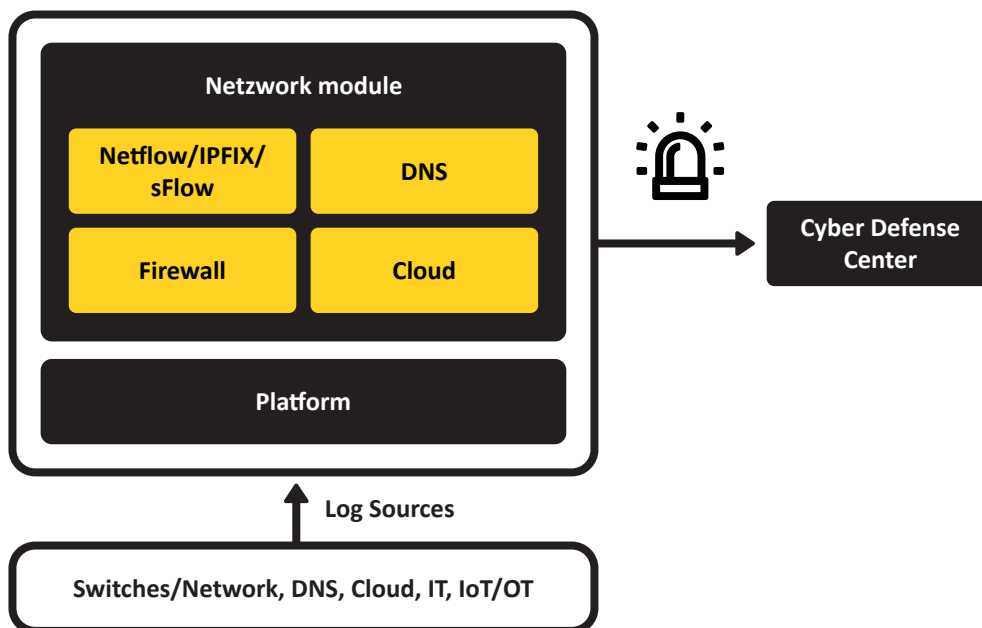 Netzwork module
Netflow/IPFIX/
sFlow
DNS
Firewall
Cloud
Platform
Cyber Defense
Center
Log Sources
Switches/Network, DNS, Cloud, IT, IoT/OT